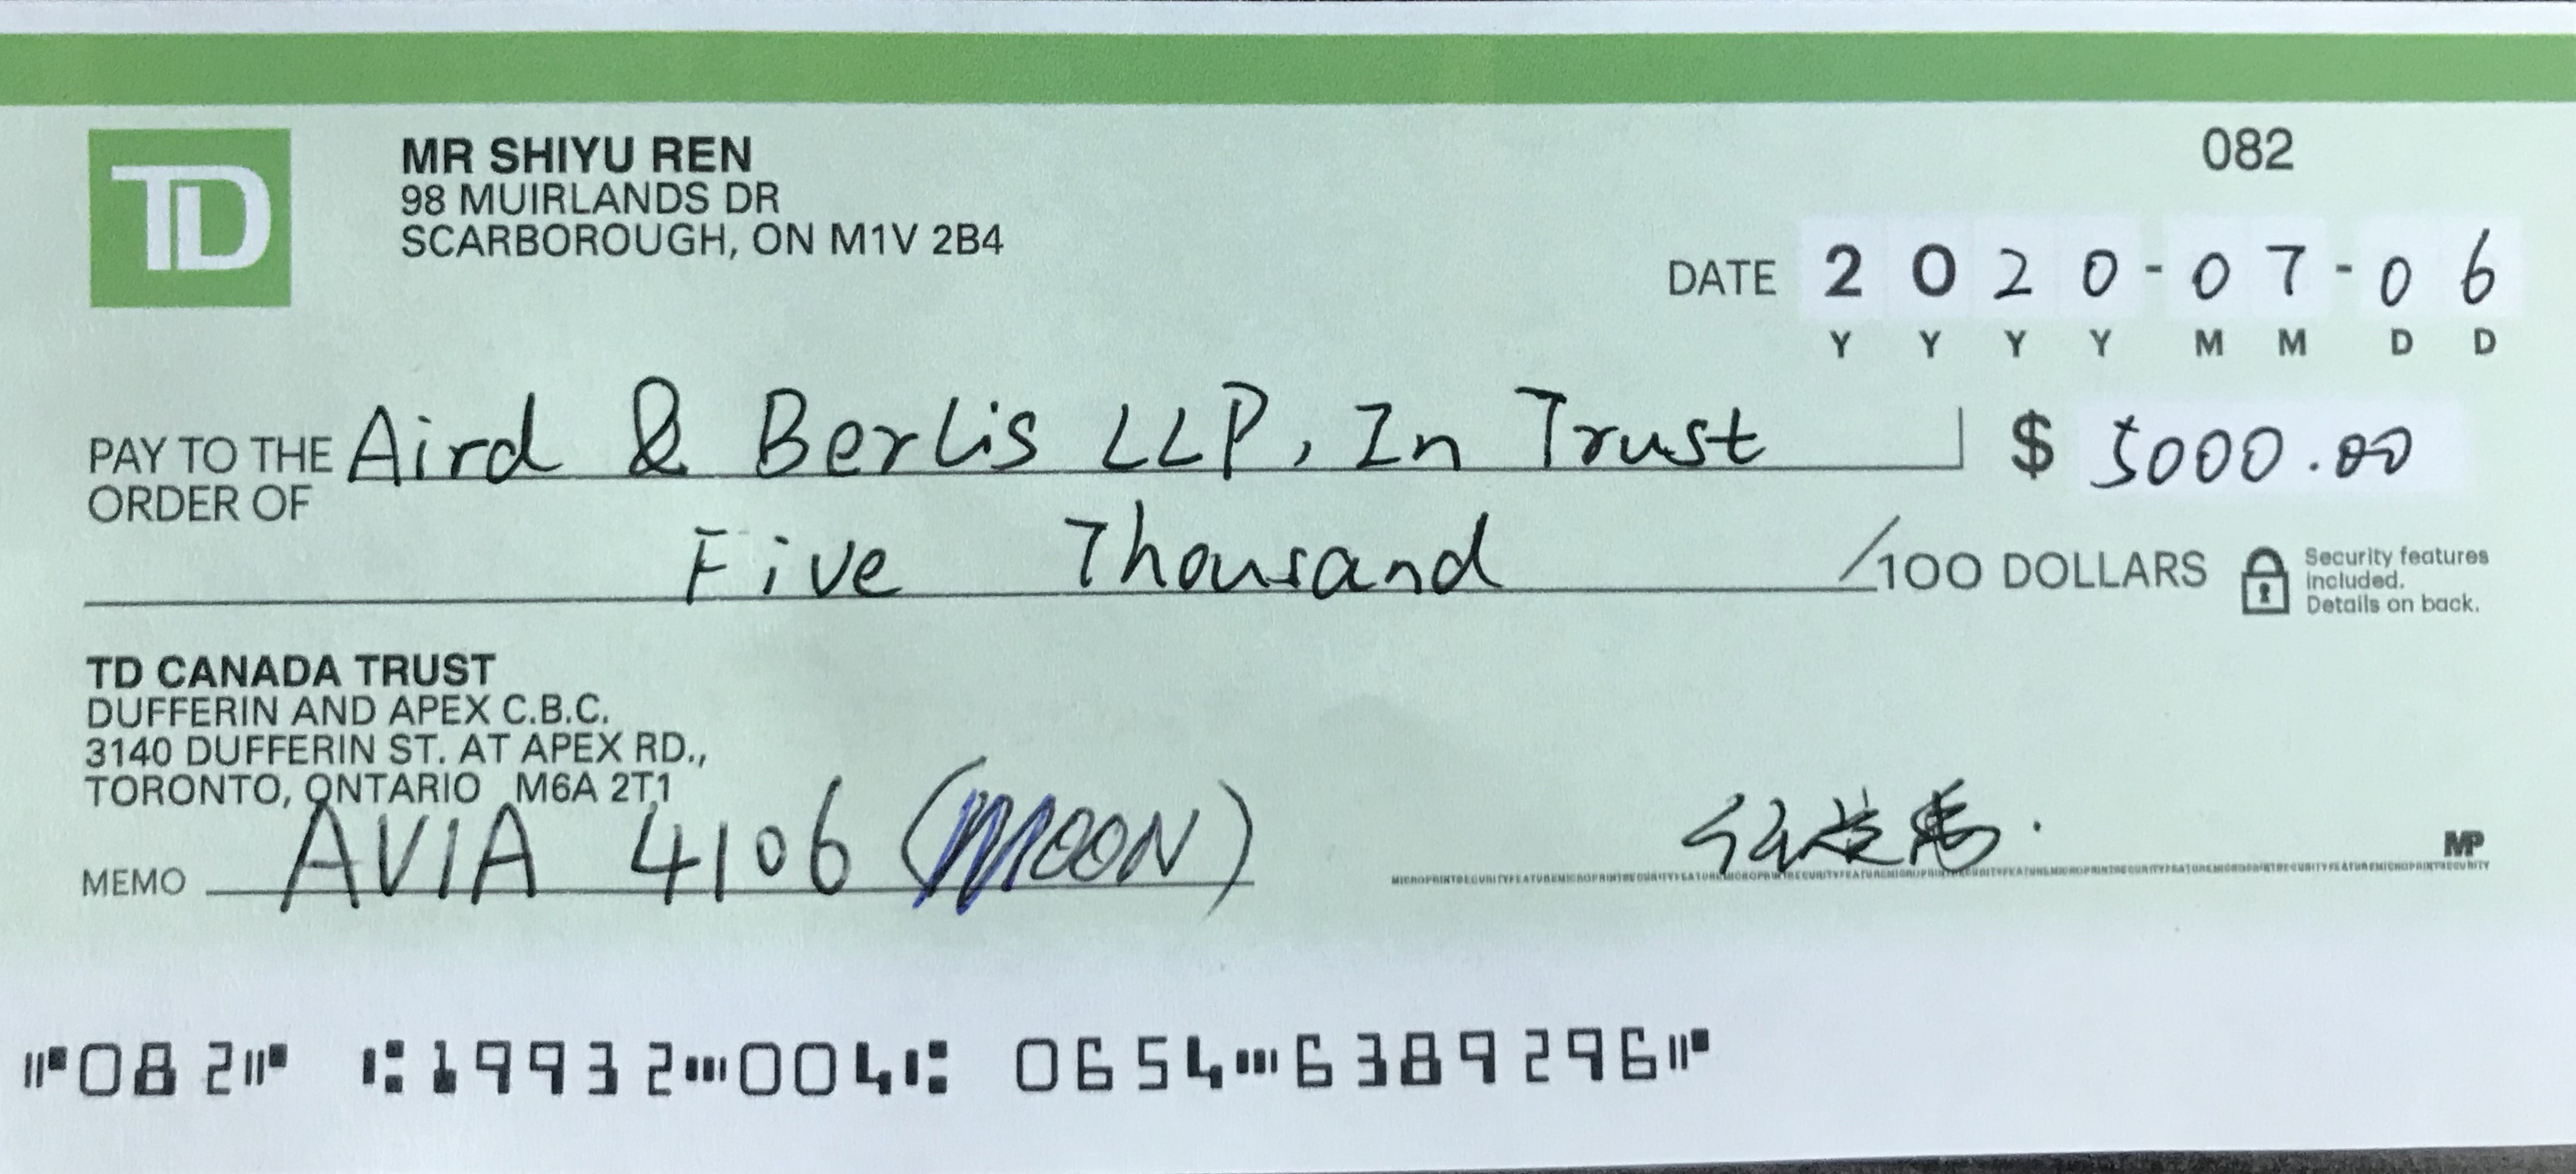 TD
MR SHIYU REN
98 MUIRLANDS DR
SCARBOROUGH, ON M1V 2B4
082
DATE 2020-07-06
Y Y Y Y M M D D
PAY TO THE ORDER OF Aird & Berlis LLP, In Trust $ 5000.00
Five Thousand /100 DOLLARS
Security features
included.
Details on back.
TD CANADA TRUST
DUFFERIN AND APEX C.B.C.
3140 DUFFERIN ST. AT APEX RD.,
TORONTO, ONTARIO M6A 2T1
MEMO AVIA 4106 (MOON)
MP
⑈082⑈ ⑆19932⑉004⑆ 0654⑉6389296⑈